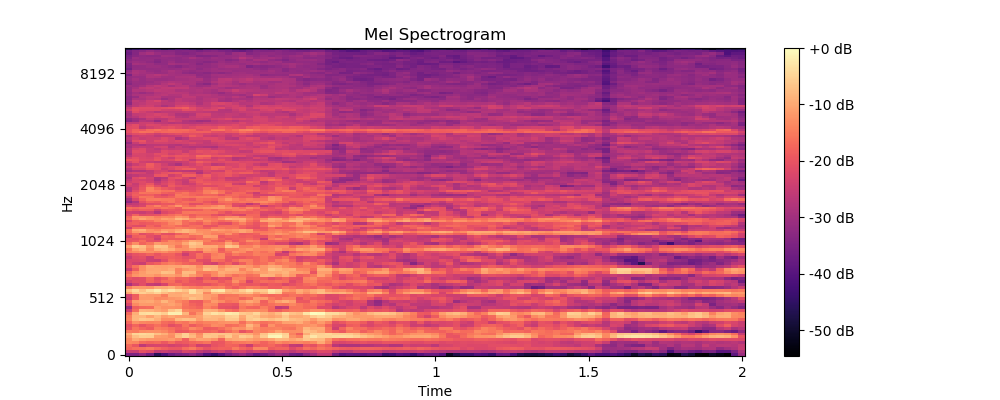 Mel Spectrogram
Hz
8192
4096
2048
1024
512
0
0 0.5 1 1.5 2
Time
+0 dB
-10 dB
-20 dB
-30 dB
-40 dB
-50 dB